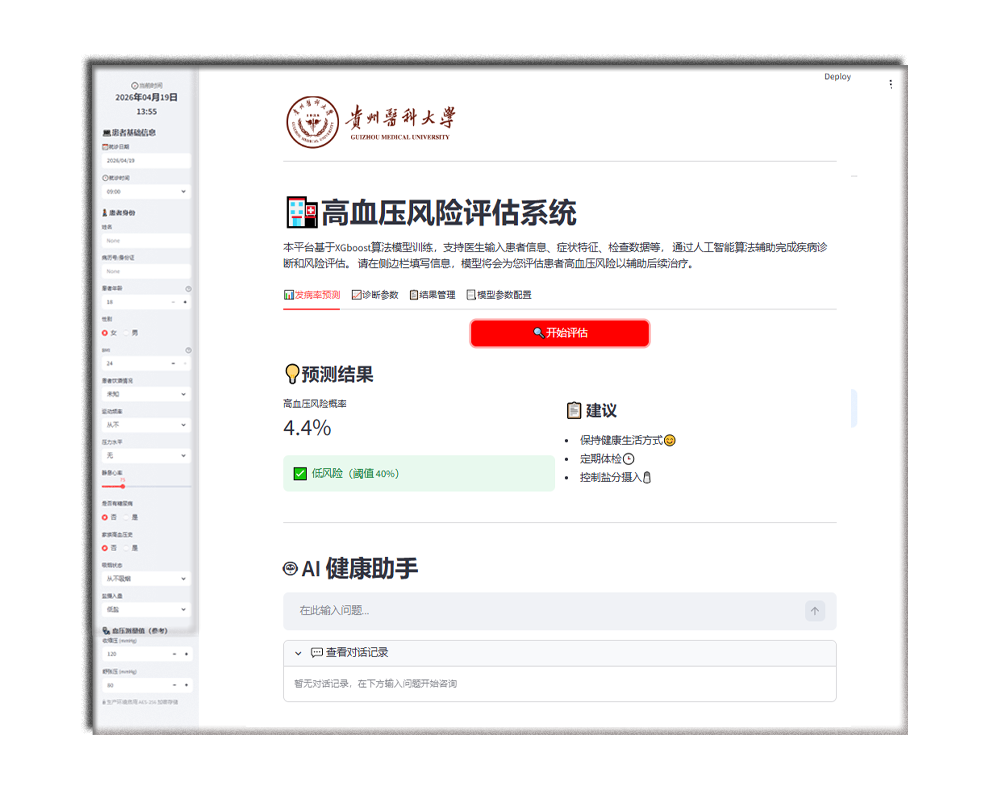 当前时间
2026年04月19日
13:55
患者基础信息
就诊日期
2026/04/19
就诊时间
09:00
患者身份
姓名
None
病历号/身份证
None
患者年龄
18
性别
女 男
BMI
24
患者饮酒情况
未知
运动频率
从不
压力水平
无
静息心率
75
是否有糖尿病
否 是
家族高血压史
否 是
吸烟状态
从不吸烟
盐摄入量
低盐
血压测量值（参考）
收缩压 (mmHg)
120
舒张压 (mmHg)
80
生产环境启用 AES-256 加密存储
Deploy
貴州醫科大学
GUIZHOU MEDICAL UNIVERSITY
高血压风险评估系统
本平台基于XGboost算法模型训练，支持医生输入患者信息、症状特征、检查数据等， 通过人工智能算法辅助完成疾病诊
断和风险评估。 请在侧边栏填写信息，模型将会为您评估患者高血压风险以辅助后续治疗。
发病率预测 诊断参数 结果管理 模型参数配置
开始评估
预测结果
高血压风险概率
4.4%
低风险（阈值 40%）
建议
保持健康生活方式
定期体检
控制盐分摄入
AI 健康助手
在此输入问题...
查看对话记录
暂无对话记录，在下方输入问题开始咨询